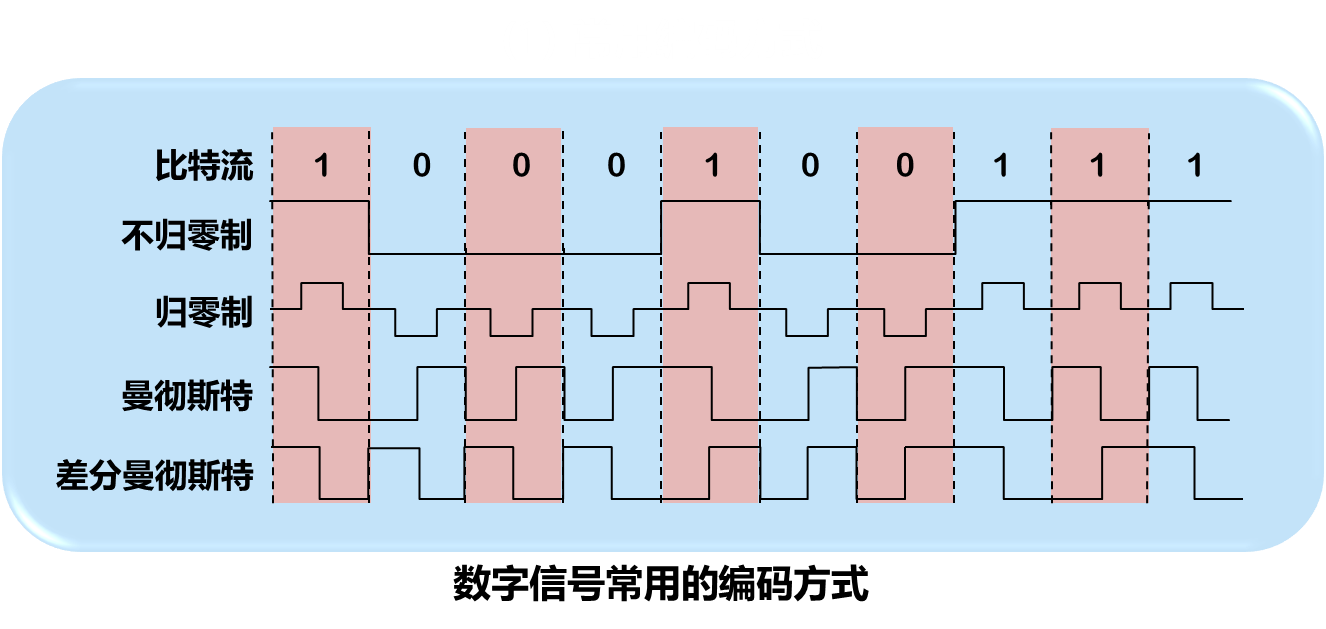 比特流 1 0 0 0 1 0 0 1 1 1
不归零制
归零制
曼彻斯特
差分曼彻斯特
数字信号常用的编码方式